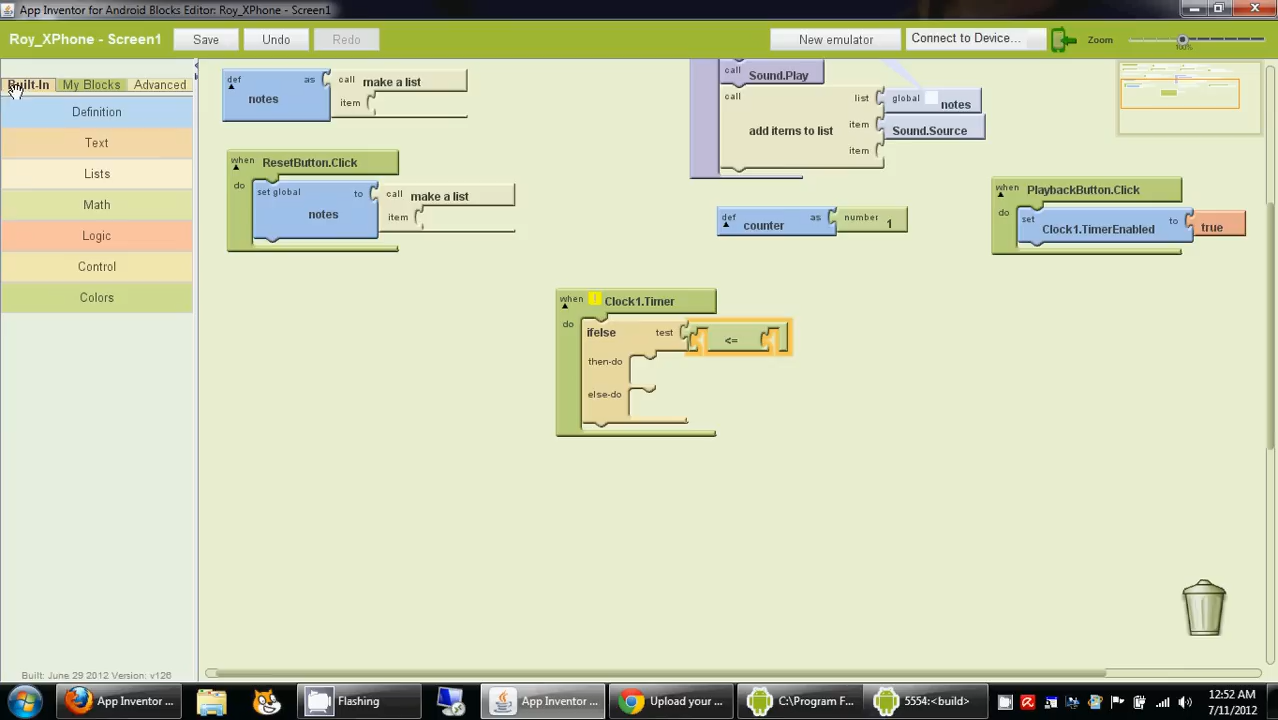 App Inventor for Android Blocks Editor: Roy_XPhone - Screen1
Roy_XPhone - Screen1
Save
Undo
Redo
New emulator
Connect to Device...
Zoom
100%
Built-In
My Blocks
Advanced
Definition
Text
Lists
Math
Logic
Control
Colors
def
notes
as
call
make a list
item
when
ResetButton.Click
do
set global
notes
to
call
make a list
item
call
Sound.Play
call
add items to list
list
item
item
global
notes
Sound.Source
def
counter
as
number
1
when
PlaybackButton.Click
do
set
Clock1.TimerEnabled
to
true
when
!
Clock1.Timer
do
ifelse
test
<=
then-do
else-do
Built: June 29 2012 Version: v126
App Inventor ...
Flashing
App Inventor ...
Upload your ...
C:\Program F...
5554:<build>
12:52 AM
7/11/2012